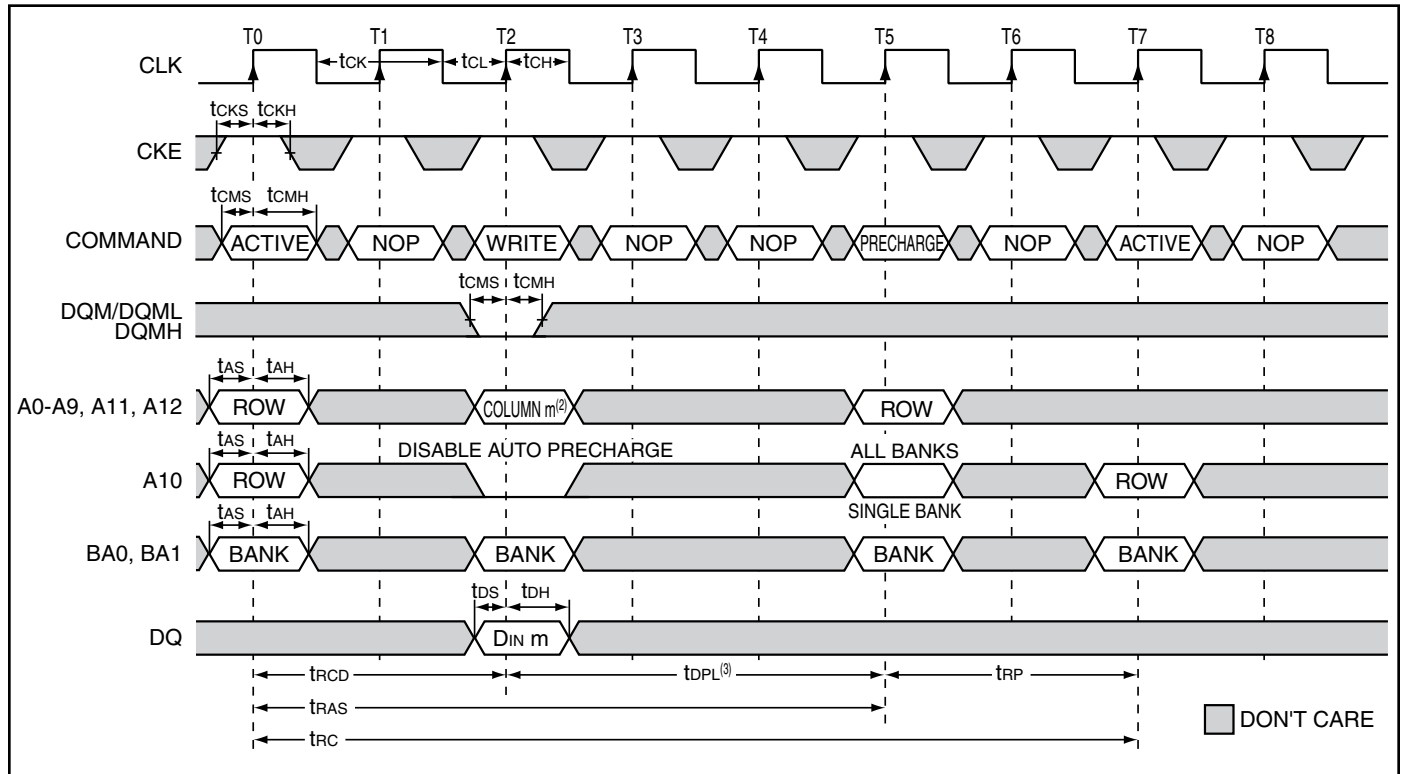 T0 T1 T2 T3 T4 T5 T6 T7 T8
CLK tCK tCL tCH
tCKS tCKH
CKE
tCMS tCMH
COMMAND ACTIVE NOP WRITE NOP NOP PRECHARGE NOP ACTIVE NOP
tCMS tCMH
DQM/DQML
DQMH
tAS tAH
A0-A9, A11, A12 ROW COLUMN m(2) ROW
tAS tAH DISABLE AUTO PRECHARGE ALL BANKS
A10 ROW ROW
tAS tAH SINGLE BANK
BA0, BA1 BANK BANK BANK BANK
tDS tDH
DQ DIN m
tRCD tDPL(3) tRP
tRAS
DON'T CARE
tRC